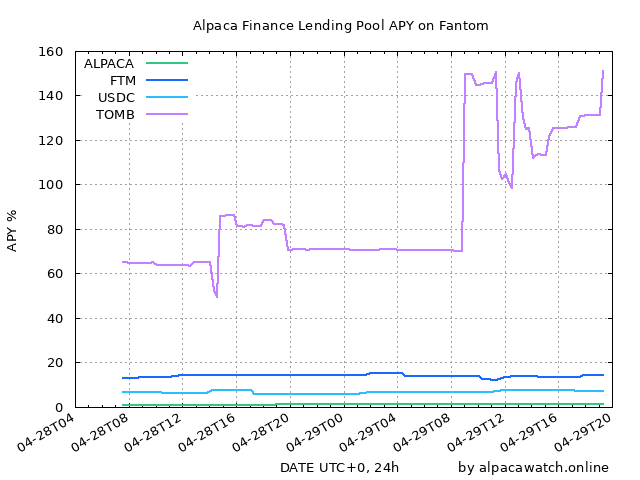 Alpaca Finance Lending Pool APY on Fantom
160
140
120
100
80
60
40
20
0
APY %
ALPACA
FTM
USDC
TOMB
04-28T04
04-28T08
04-28T12
04-28T16
04-28T20
04-29T00
04-29T04
04-29T08
04-29T12
04-29T16
04-29T20
DATE UTC+0, 24h
by alpacawatch.online